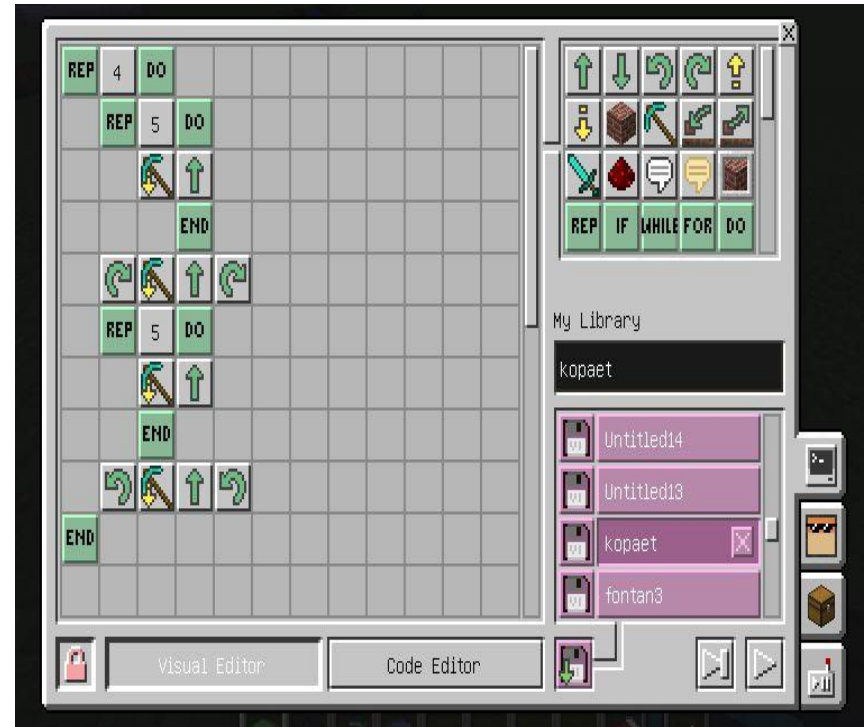 REP 4 DO
REP 5 DO
END
REP 5 DO
END
END
X
REP IF WHILE FOR DO
My Library
kopaet
Untitled14
Untitled13
kopaet X
fontan3
Visual Editor
Code Editor